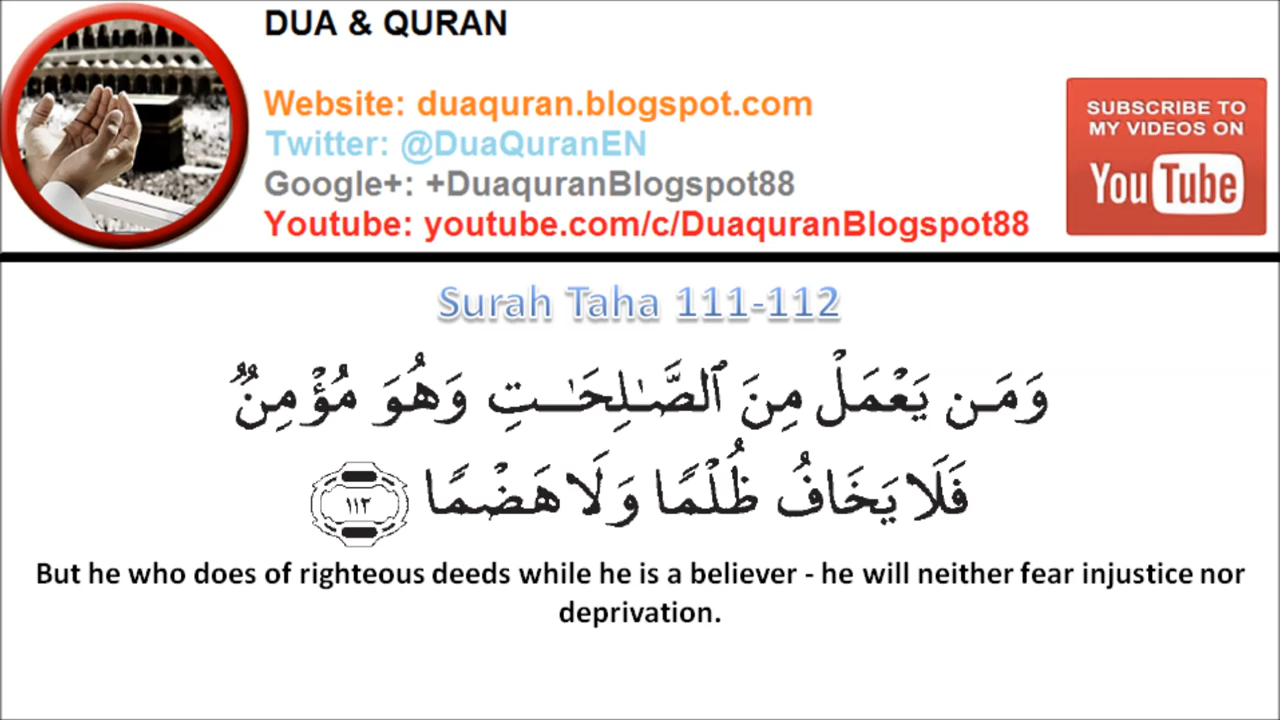 DUA & QURAN
Website: duaquran.blogspot.com
Twitter: @DuaQuranEN
Google+: +DuaquranBlogspot88
Youtube: youtube.com/c/DuaquranBlogspot88
SUBSCRIBE TO
MY VIDEOS ON
YouTube
Surah Taha 111-112
وَمَن يَعْمَلْ مِنَ ٱلصَّـٰلِحَـٰتِ وَهُوَ مُؤْمِنٌ
فَلَا يَخَافُ ظُلْمًا وَلَا هَضْمًا ١١٢
But he who does of righteous deeds while he is a believer - he will neither fear injustice nor
deprivation.